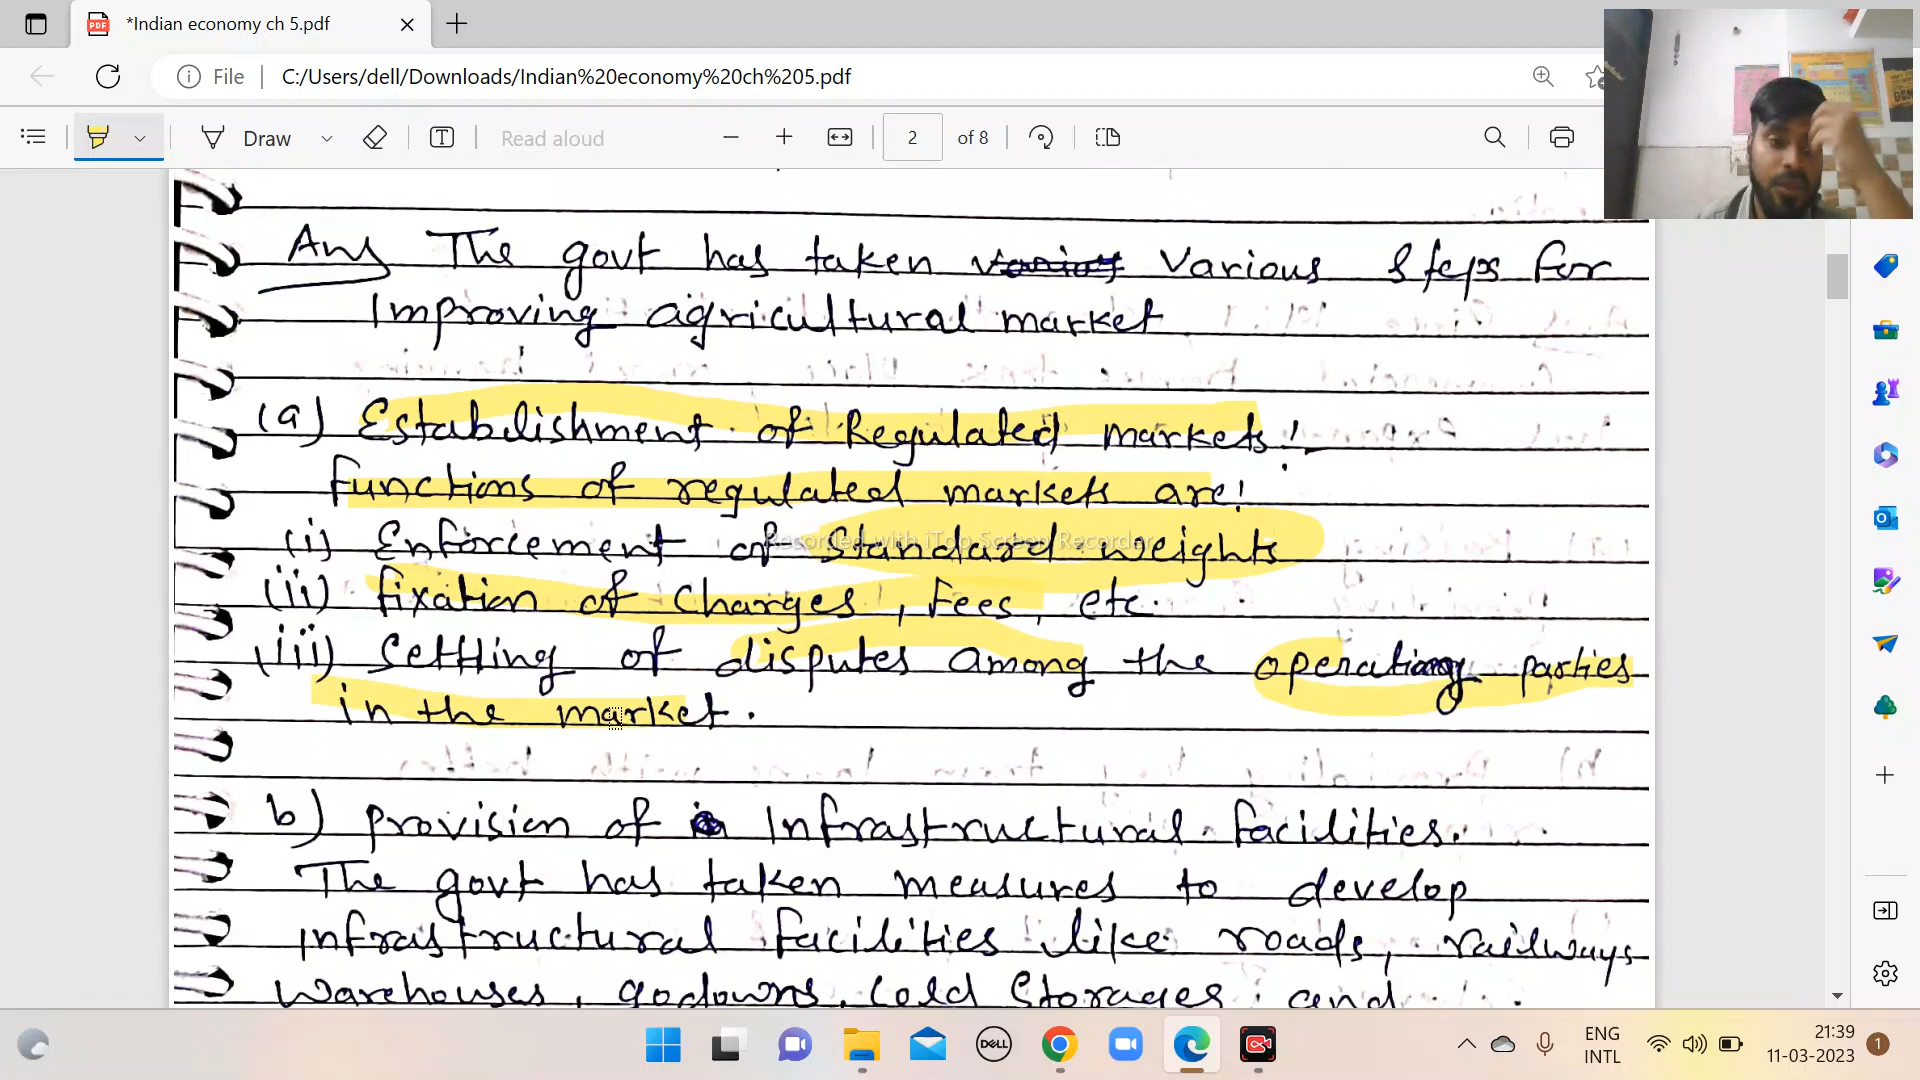 *Indian economy ch 5.pdf
File
C:/Users/dell/Downloads/Indian%20economy%20ch%205.pdf
Draw
Read aloud
2 of 8
Ans The govt has taken various steps for
Improving agricultural market
(a) Estabilishment of Regulated markets!
functions of regulated markets are!
(i) Enforcement of Standard weights
Recorded with iTop Screen Recorder
(ii) fixation of charges, Fees, etc.
(iii) Settling of disputes among the operating parties
in the market.
b) provision of Infrastructural facilities.
The govt has taken measures to develop
infrastructural facilities like roads, railways
warehouses, godowns, Cold Storages and
DELL
ENG
INTL
21:39
11-03-2023
1